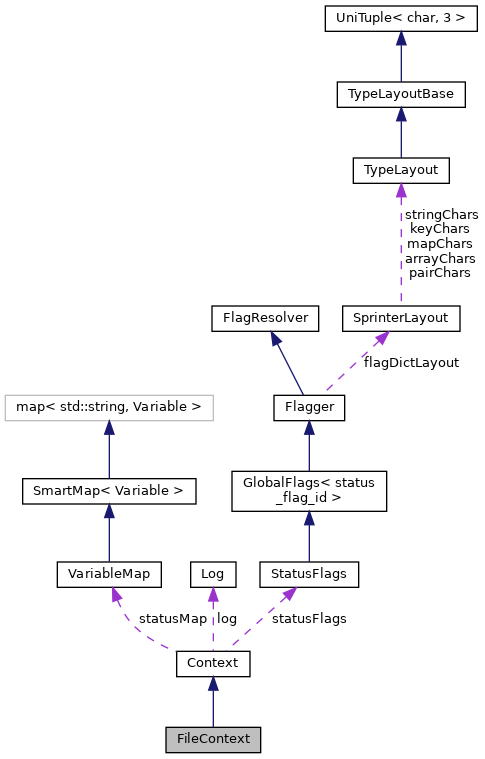 UniTuple< char, 3 >
TypeLayoutBase
TypeLayout
stringChars
keyChars
mapChars
arrayChars
pairChars
FlagResolver
SprinterLayout
flagDictLayout
map< std::string, Variable >
Flagger
SmartMap< Variable >
GlobalFlags< status
_flag_id >
VariableMap
Log
StatusFlags
statusMap
log
statusFlags
Context
FileContext